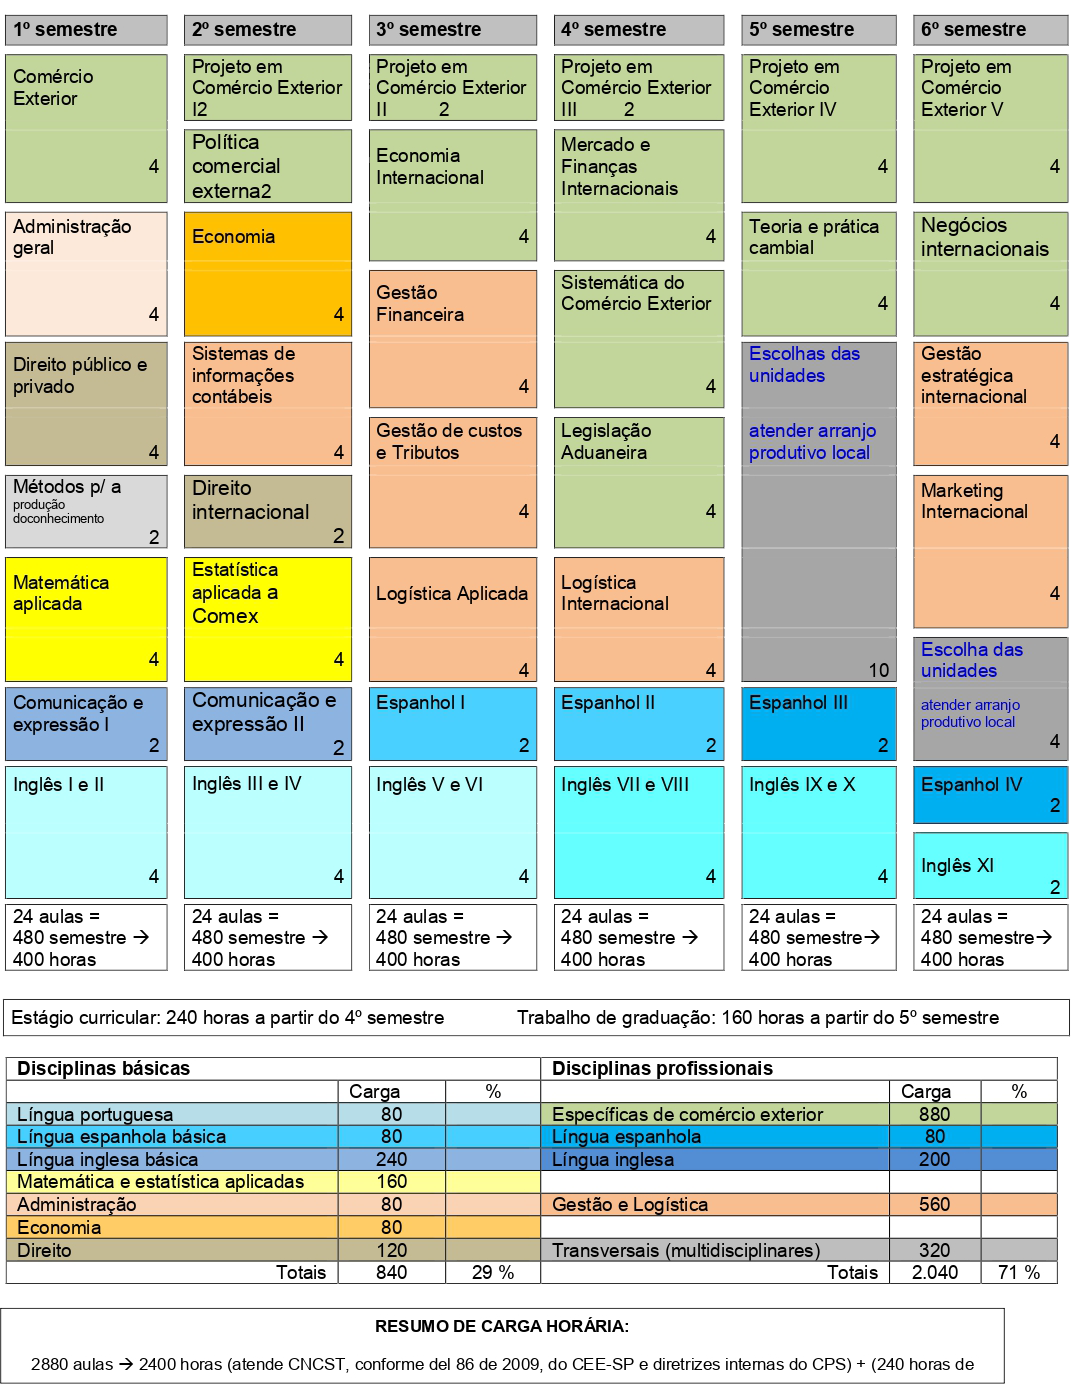 1º semestre
Comércio
Exterior
4
Administração
geral
4
Direito público e
privado
4
Métodos p/ a
produção
doconhecimento
2
Matemática
aplicada
4
Comunicação e
expressão I
2
Inglês I e II
4
24 aulas =
480 semestre →
400 horas
2º semestre
Projeto em
Comércio Exterior
I2
Política
comercial
externa2
Economia
4
Sistemas de
informações
contábeis
4
Direito
internacional
2
Estatística
aplicada a
Comex
4
Comunicação e
expressão II
2
Inglês III e IV
4
24 aulas =
480 semestre →
400 horas
3º semestre
Projeto em
Comércio Exterior
II 2
Economia
Internacional
4
Gestão
Financeira
4
Gestão de custos
e Tributos
4
Logística Aplicada
4
Espanhol I
2
Inglês V e VI
4
24 aulas =
480 semestre →
400 horas
4º semestre
Projeto em
Comércio Exterior
III 2
Mercado e
Finanças
Internacionais
4
Sistemática do
Comércio Exterior
4
Legislação
Aduaneira
4
Logística
Internacional
4
Espanhol II
2
Inglês VII e VIII
4
24 aulas =
480 semestre →
400 horas
5º semestre
Projeto em
Comércio
Exterior IV
4
Teoria e prática
cambial
4
Escolhas das
unidades
atender arranjo
produtivo local
10
Espanhol III
2
Inglês IX e X
4
24 aulas =
480 semestre→
400 horas
6º semestre
Projeto em
Comércio
Exterior V
4
Negócios
internacionais
4
Gestão
estratégica
internacional
4
Marketing
Internacional
4
Escolha das
unidades
atender arranjo
produtivo local
4
Espanhol IV
2
Inglês XI
2
24 aulas =
480 semestre→
400 horas
Estágio curricular: 240 horas a partir do 4º semestre Trabalho de graduação: 160 horas a partir do 5º semestre
Disciplinas básicas Disciplinas profissionais
Carga % Carga %
Língua portuguesa 80 Específicas de comércio exterior 880
Língua espanhola básica 80 Língua espanhola 80
Língua inglesa básica 240 Língua inglesa 200
Matemática e estatística aplicadas 160
Administração 80 Gestão e Logística 560
Economia 80
Direito 120 Transversais (multidisciplinares) 320
Totais 840 29 % Totais 2.040 71 %
RESUMO DE CARGA HORÁRIA:
2880 aulas → 2400 horas (atende CNCST, conforme del 86 de 2009, do CEE-SP e diretrizes internas do CPS) + (240 horas de